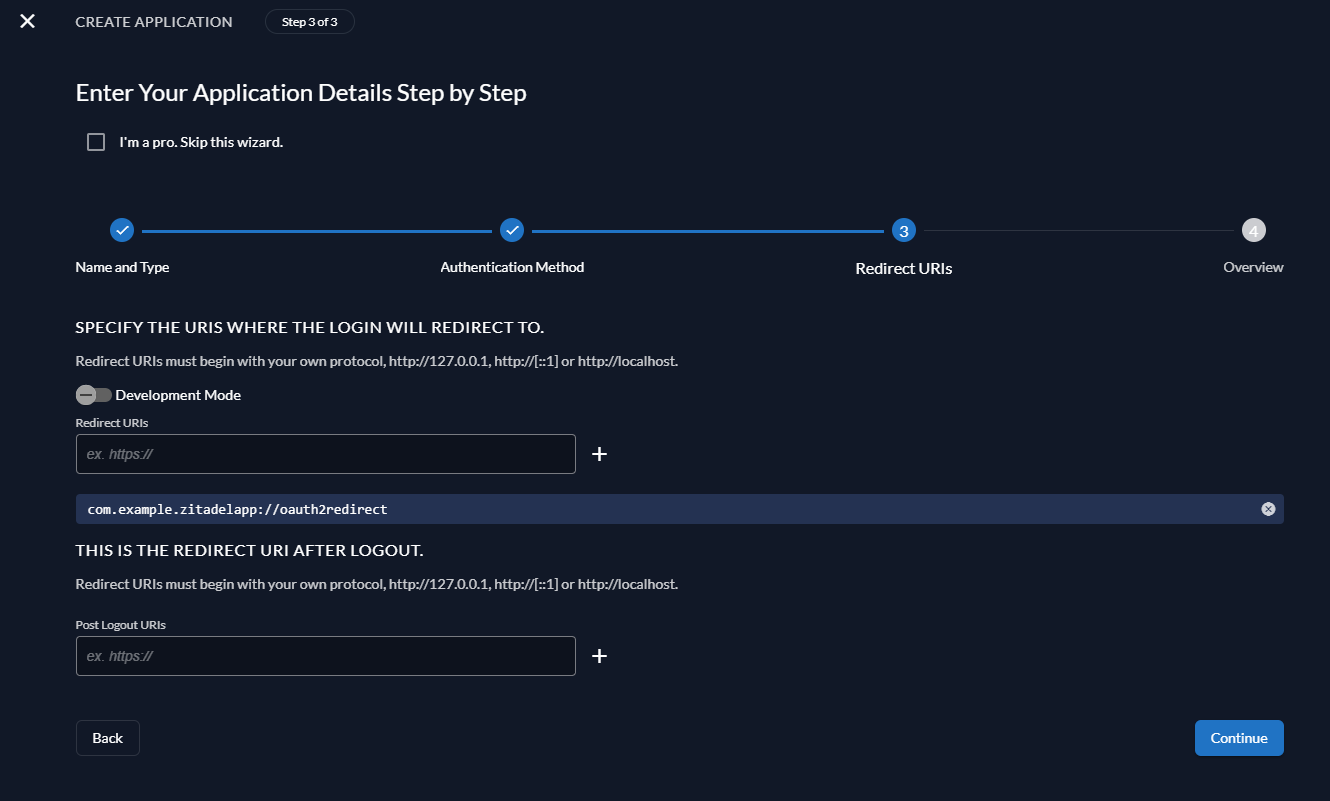 CREATE APPLICATION
Step 3 of 3
Enter Your Application Details Step by Step
I'm a pro. Skip this wizard.
3
4
Name and Type
Authentication Method
Redirect URIs
Overview
SPECIFY THE URIS WHERE THE LOGIN WILL REDIRECT TO.
Redirect URIs must begin with your own protocol, http://127.0.0.1, http://[::1] or http://localhost.
Development Mode
Redirect URIs
ex. https://
com.example.zitadelapp://oauth2redirect
THIS IS THE REDIRECT URI AFTER LOGOUT.
Redirect URIs must begin with your own protocol, http://127.0.0.1, http://[::1] or http://localhost.
Post Logout URIs
ex. https://
Back
Continue